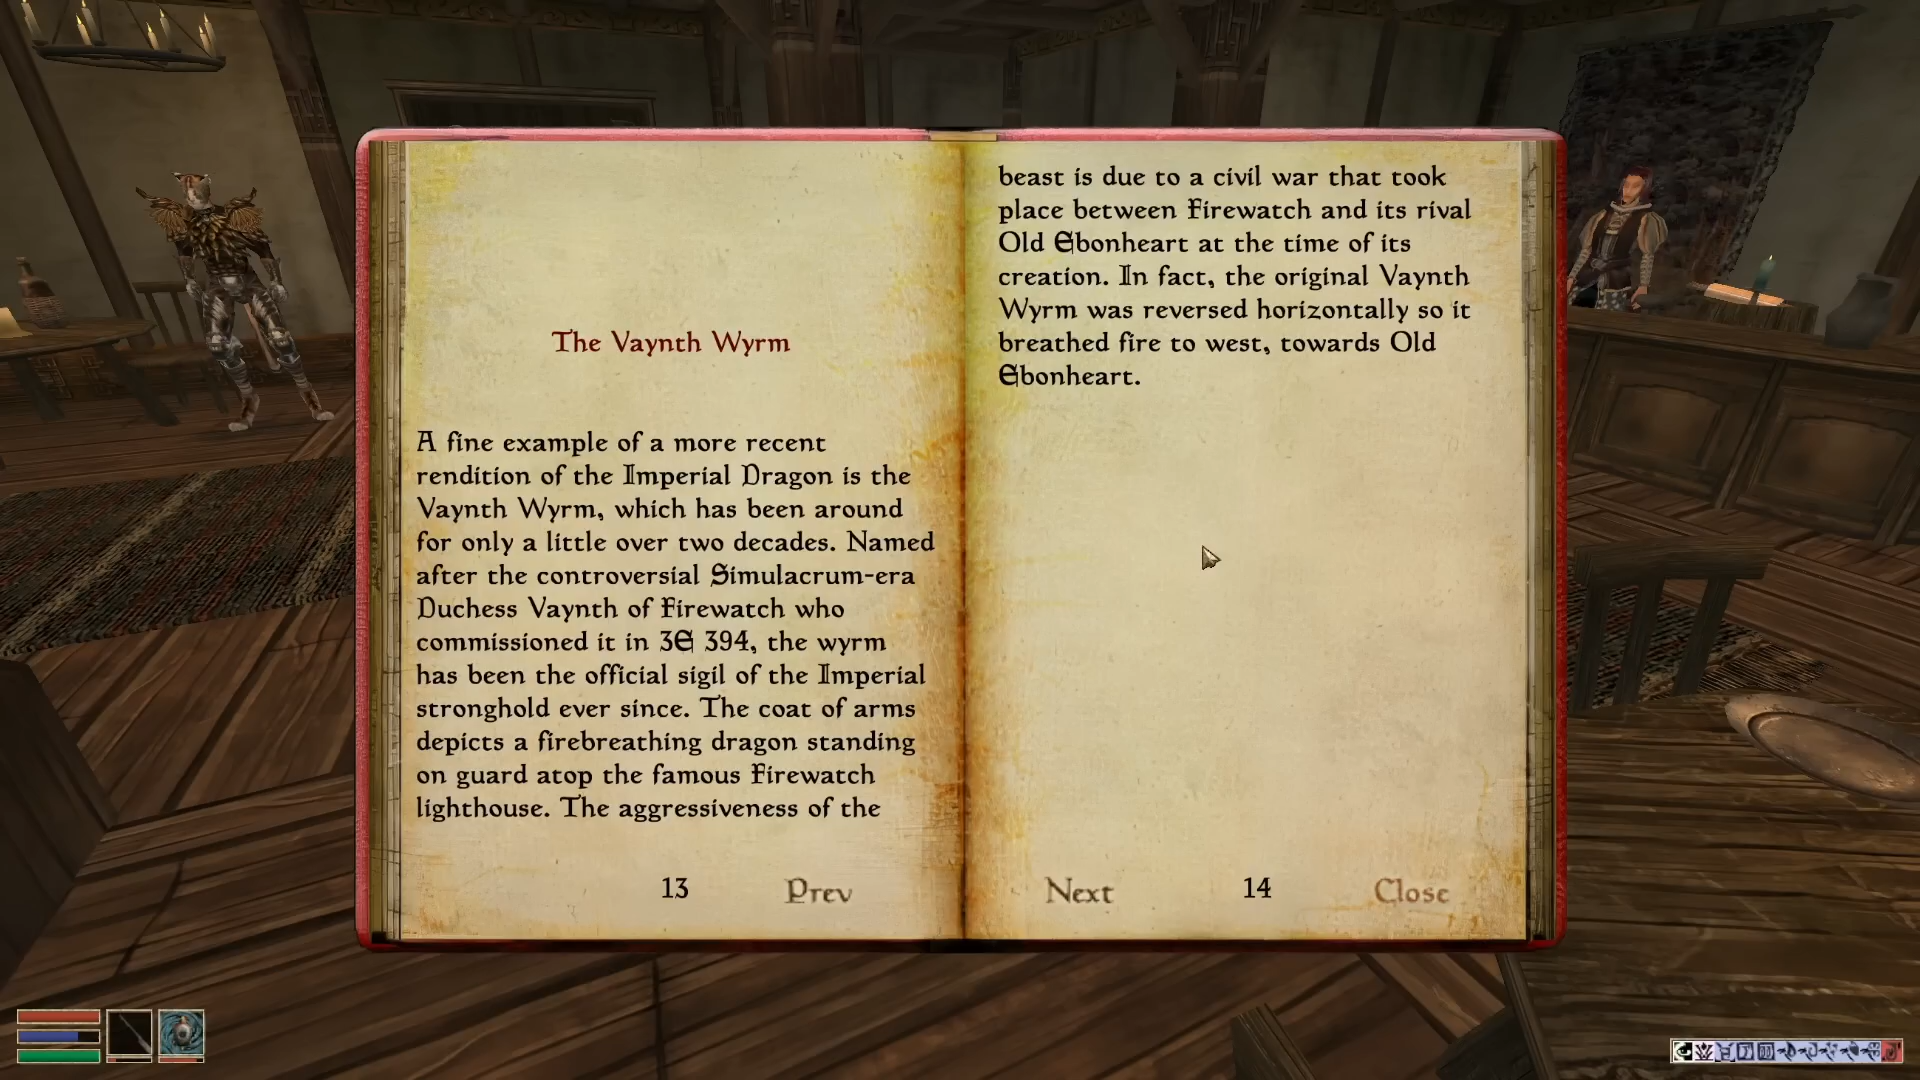 The Vaynth Wyrm
A fine example of a more recent
rendition of the Imperial Dragon is the
Vaynth Wyrm, which has been around
for only a little over two decades. Named
after the controversial Simulacrum-era
Duchess Vaynth of Firewatch who
commissioned it in 3E 394, the wyrm
has been the official sigil of the Imperial
stronghold ever since. The coat of arms
depicts a firebreathing dragon standing
on guard atop the famous Firewatch
lighthouse. The aggressiveness of the
13
Prev
beast is due to a civil war that took
place between Firewatch and its rival
Old Ebonheart at the time of its
creation. In fact, the original Vaynth
Wyrm was reversed horizontally so it
breathed fire to west, towards Old
Ebonheart.
Next
14
Close